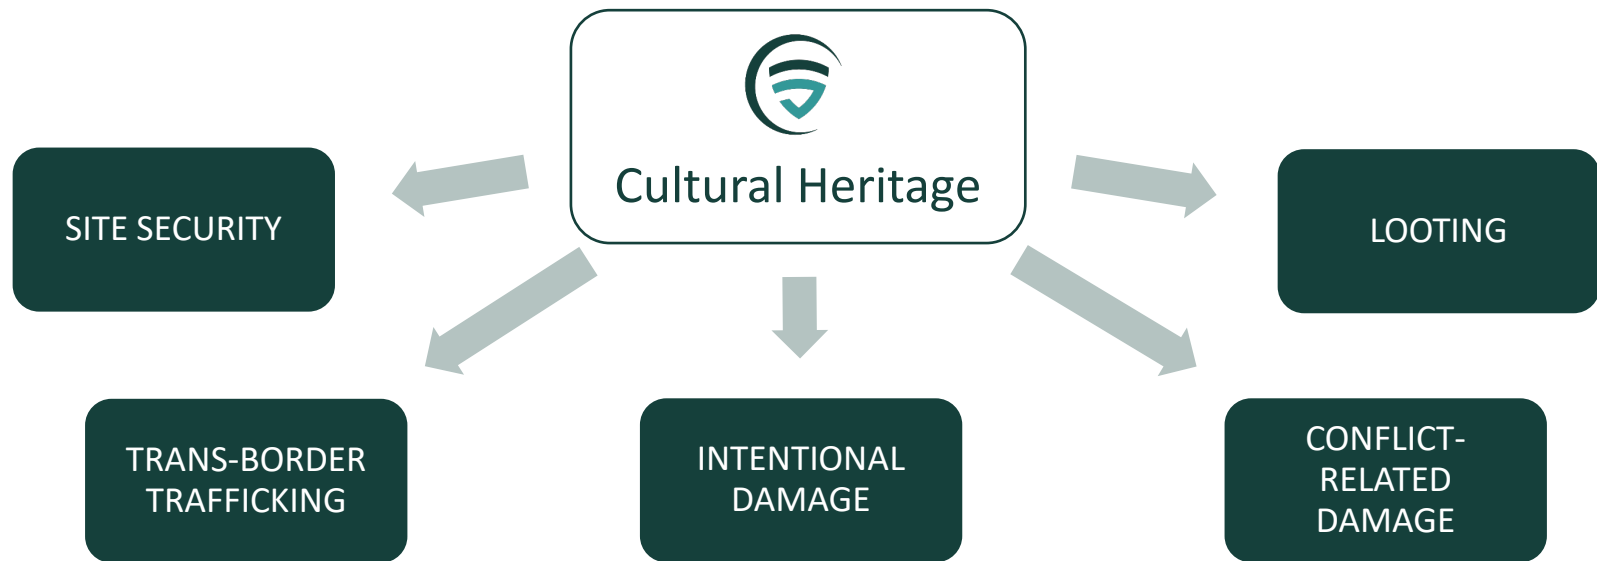 Cultural Heritage
SITE SECURITY
LOOTING
TRANS-BORDER
TRAFFICKING
INTENTIONAL
DAMAGE
CONFLICT-
RELATED
DAMAGE